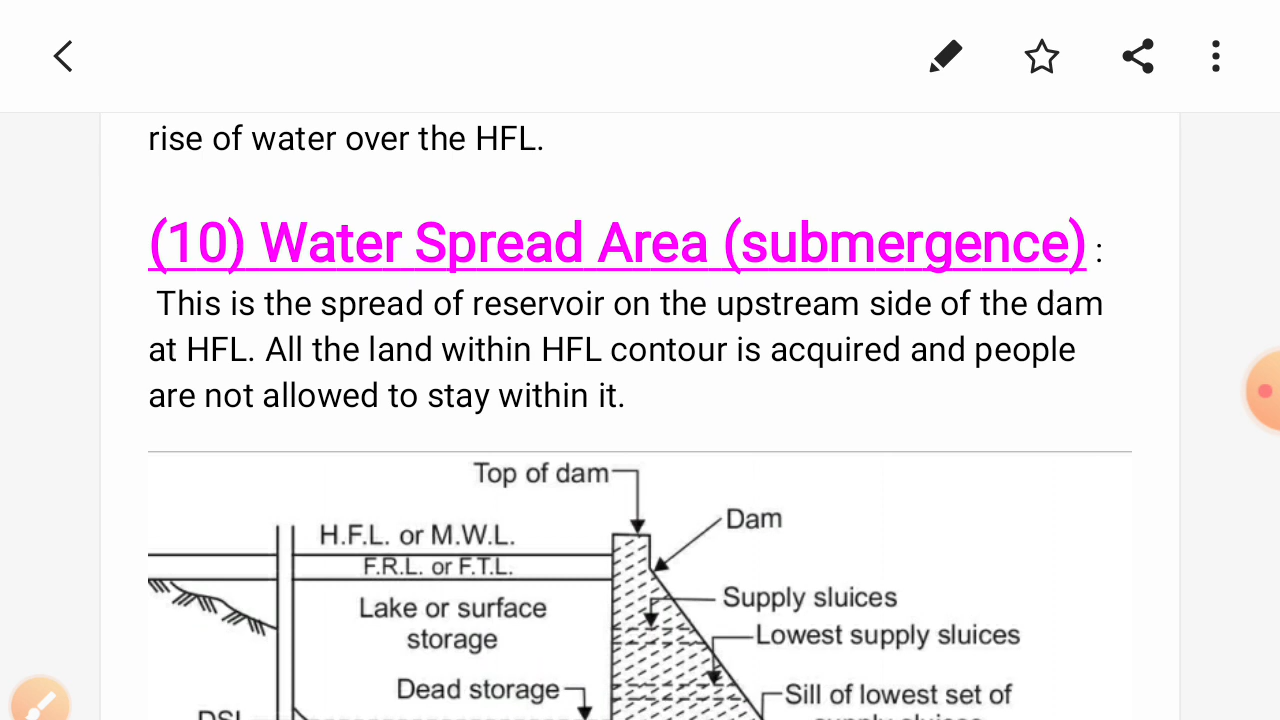 rise of water over the HFL.
(10) Water Spread Area (submergence) :
This is the spread of reservoir on the upstream side of the dam
at HFL. All the land within HFL contour is acquired and people
are not allowed to stay within it.
Top of dam
Dam
H.F.L. or M.W.L.
F.R.L. or F.T.L.
Lake or surface
storage
Supply sluices
Lowest supply sluices
Dead storage
Sill of lowest set of